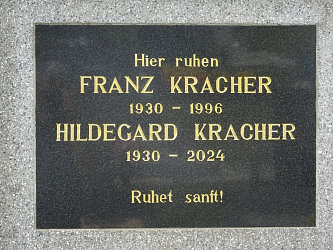 Hier ruhen
FRANZ KRACHER
1930 – 1996
HILDEGARD KRACHER
1930 – 2024
Ruhet sanft!